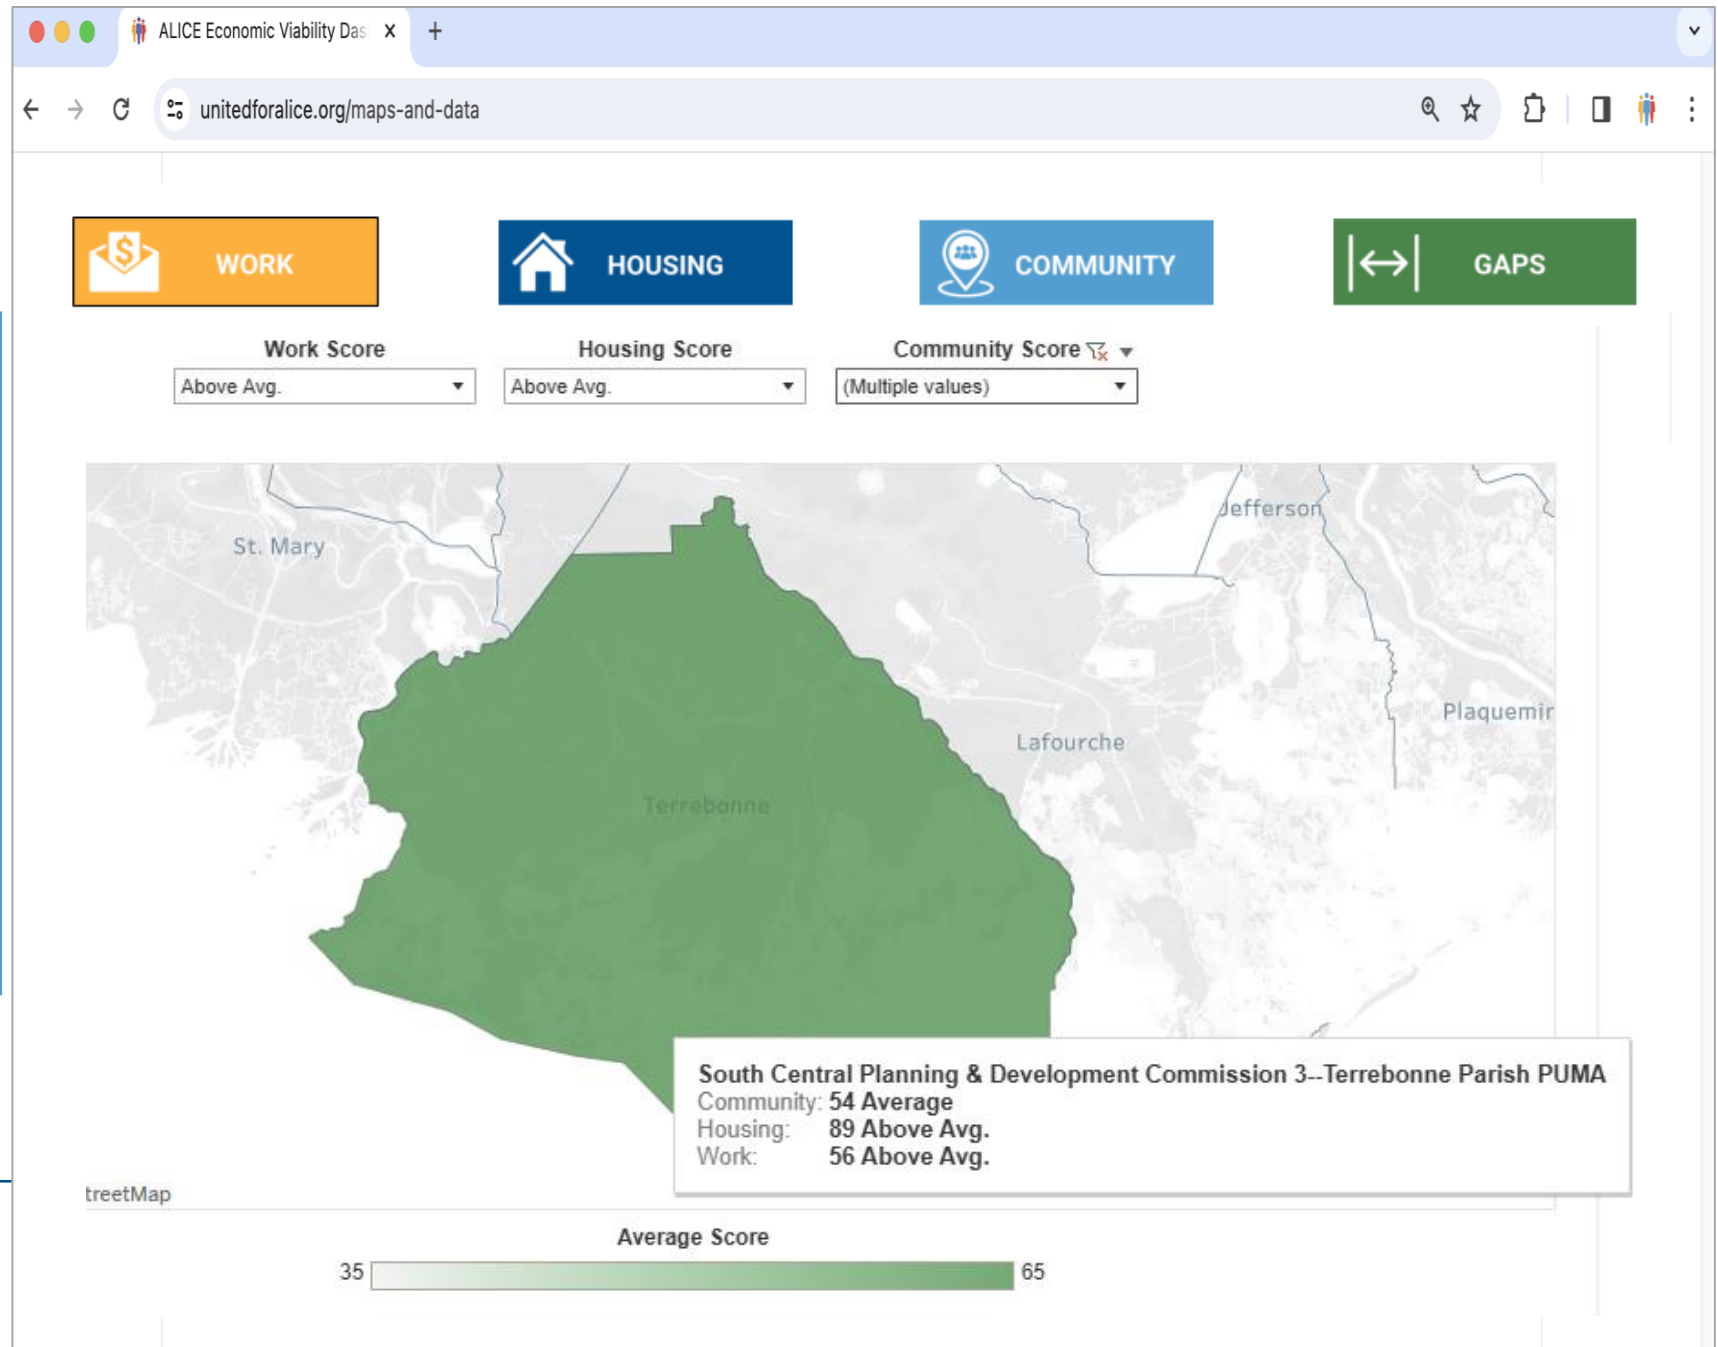 ALICE Economic Viability Das
unitedforalice.org/maps-and-data
WORK
HOUSING
COMMUNITY
GAPS
Work Score
Housing Score
Community Score
Above Avg.
Above Avg.
(Multiple values)
Jefferson
St. Mary
Plaquemir
Lafourche
Terrebonne
South Central Planning & Development Commission 3--Terrebonne Parish PUMA
Community: 54 Average
Housing: 89 Above Avg.
Work: 56 Above Avg.
treetMap
Average Score
35
65